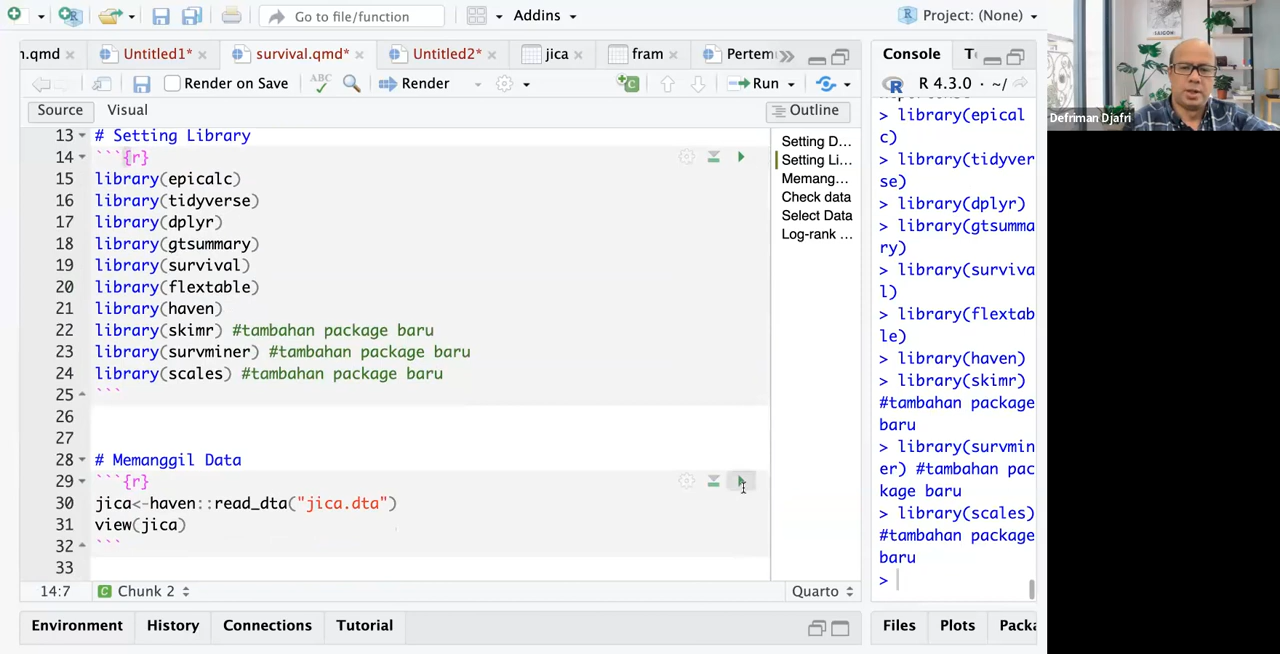 Go to file/function
Addins
Project: (None)
n.qmd
Untitled1*
survival.qmd*
Untitled2*
jica
fram
Pertem
Render on Save
ABC
Render
Run
Source
Visual
Outline
13 # Setting Library
14 ```{r}
15 library(epicalc)
16 library(tidyverse)
17 library(dplyr)
18 library(gtsummary)
19 library(survival)
20 library(flextable)
21 library(haven)
22 library(skimr) #tambahan package baru
23 library(survminer) #tambahan package baru
24 library(scales) #tambahan package baru
25 ```
26
27
28 # Memanggil Data
29 ```{r}
30 jica<-haven::read_dta("jica.dta")
31 view(jica)
32 ```
33
14:7
C Chunk 2
Quarto
Setting D...
Setting Li...
Memang...
Check data
Select Data
Log-rank ...
Environment
History
Connections
Tutorial
Console
R 4.3.0 · ~/
> library(epical
c)
> library(tidyver
se)
> library(dplyr)
> library(gtsumma
ry)
> library(surviva
l)
> library(flextab
le)
> library(haven)
> library(skimr)
#tambahan package
baru
> library(survmin
er) #tambahan pac
kage baru
> library(scales)
#tambahan package
baru
>
Files
Plots
Packa
Defriman Djafri